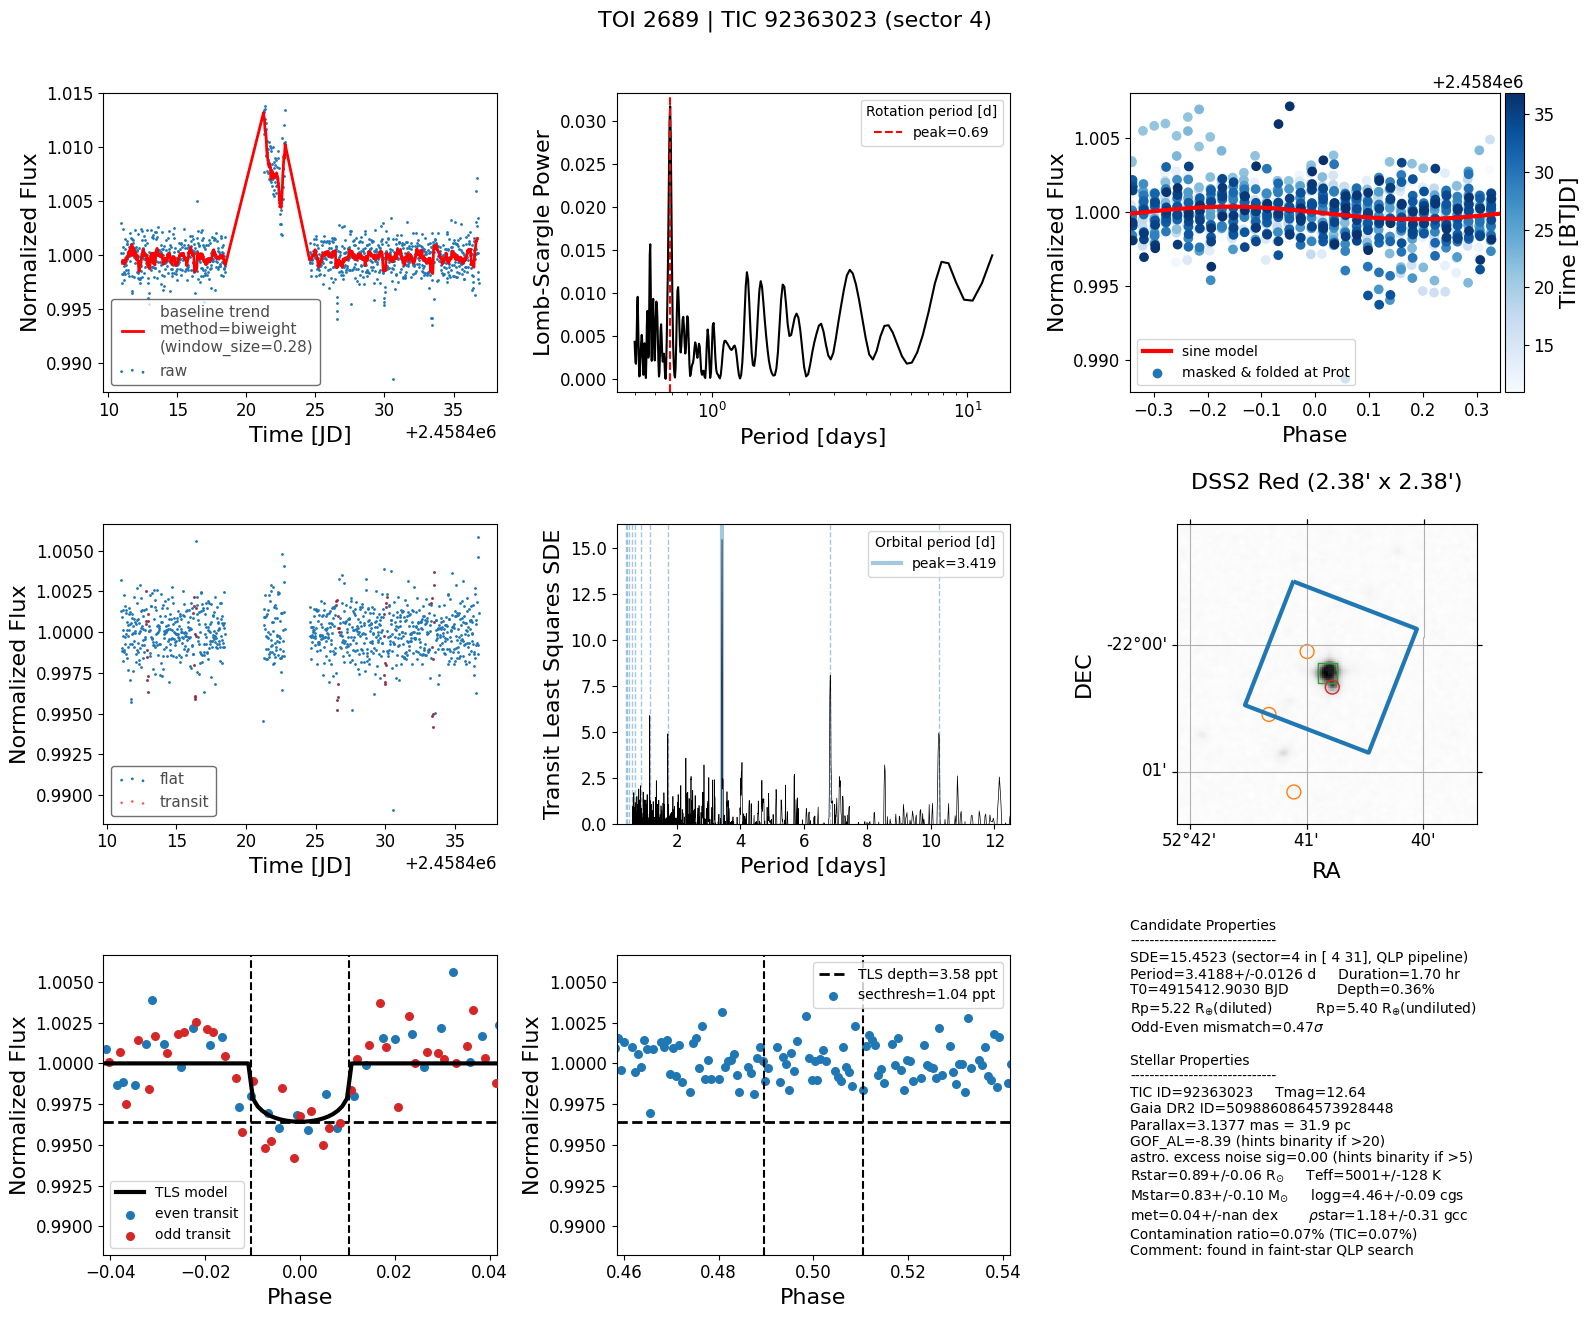 TOI 2689 | TIC 92363023 (sector 4)
Normalized Flux
1.015
1.010
1.005
1.000
0.995
0.990
baseline trend
method=biweight
(window_size=0.28)
raw
10 15 20 25 30 35
Time [JD]
+2.4584e6
Lomb-Scargle Power
0.030
0.025
0.020
0.015
0.010
0.005
0.000
Rotation period [d]
peak=0.69
10^0 10^1
Period [days]
+2.4584e6
Normalized Flux
1.005
1.000
0.995
0.990
sine model
masked & folded at Prot
−0.3 −0.2 −0.1 0.0 0.1 0.2 0.3
Phase
35
30
25
20
15
Time [BTJD]
Normalized Flux
1.0050
1.0025
1.0000
0.9975
0.9950
0.9925
0.9900
flat
transit
10 15 20 25 30 35
Time [JD]
+2.4584e6
Transit Least Squares SDE
15.0
12.5
10.0
7.5
5.0
2.5
0.0
Orbital period [d]
peak=3.419
2 4 6 8 10 12
Period [days]
DSS2 Red (2.38' x 2.38')
DEC
-22°00'
01'
52°42' 41' 40'
RA
Normalized Flux
1.0050
1.0025
1.0000
0.9975
0.9950
0.9925
0.9900
TLS model
even transit
odd transit
−0.04 −0.02 0.00 0.02 0.04
Phase
Normalized Flux
1.0050
1.0025
1.0000
0.9975
0.9950
0.9925
0.9900
TLS depth=3.58 ppt
secthresh=1.04 ppt
0.46 0.48 0.50 0.52 0.54
Phase
Candidate Properties
------------------------------
SDE=15.4523 (sector=4 in [ 4 31], QLP pipeline)
Period=3.4188+/-0.0126 d Duration=1.70 hr
T0=4915412.9030 BJD Depth=0.36%
Rp=5.22 R⊕(diluted) Rp=5.40 R⊕(undiluted)
Odd-Even mismatch=0.47σ
Stellar Properties
------------------------------
TIC ID=92363023 Tmag=12.64
Gaia DR2 ID=5098860864573928448
Parallax=3.1377 mas = 31.9 pc
GOF_AL=-8.39 (hints binarity if >20)
astro. excess noise sig=0.00 (hints binarity if >5)
Rstar=0.89+/-0.06 R⊙ Teff=5001+/-128 K
Mstar=0.83+/-0.10 M⊙ logg=4.46+/-0.09 cgs
met=0.04+/-nan dex ρstar=1.18+/-0.31 gcc
Contamination ratio=0.07% (TIC=0.07%)
Comment: found in faint-star QLP search